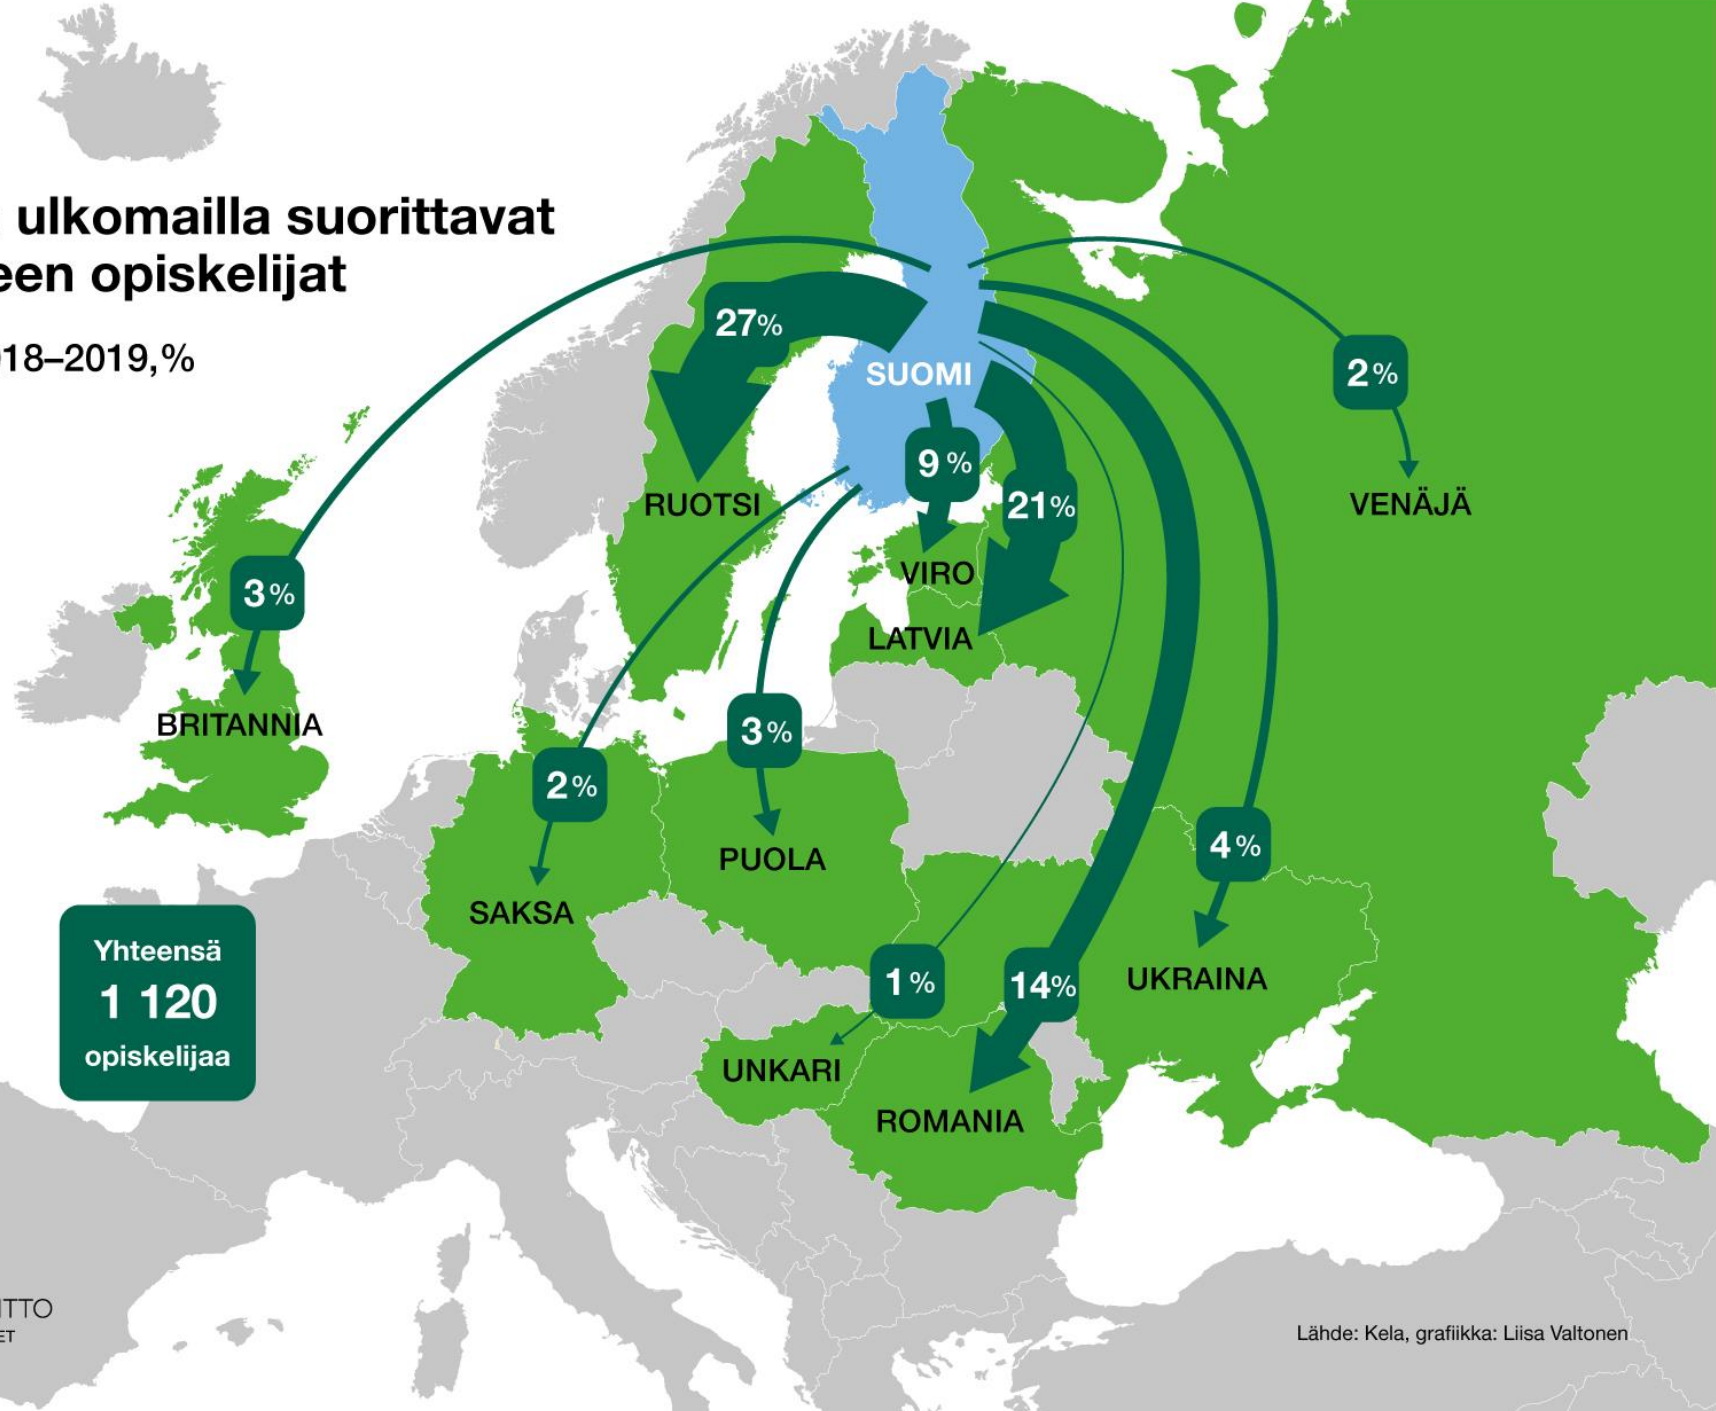 ulkomailla suorittavat
een opiskelijat
18–2019,%
27%
SUOMI
2%
9%
21%
RUOTSI
VENÄJÄ
VIRO
3%
LATVIA
BRITANNIA
3%
2%
4%
PUOLA
SAKSA
Yhteensä
1 120
opiskelijaa
1%
14%
UKRAINA
UNKARI
ROMANIA
ITTO
ET
Lähde: Kela, grafiikka: Liisa Valtonen